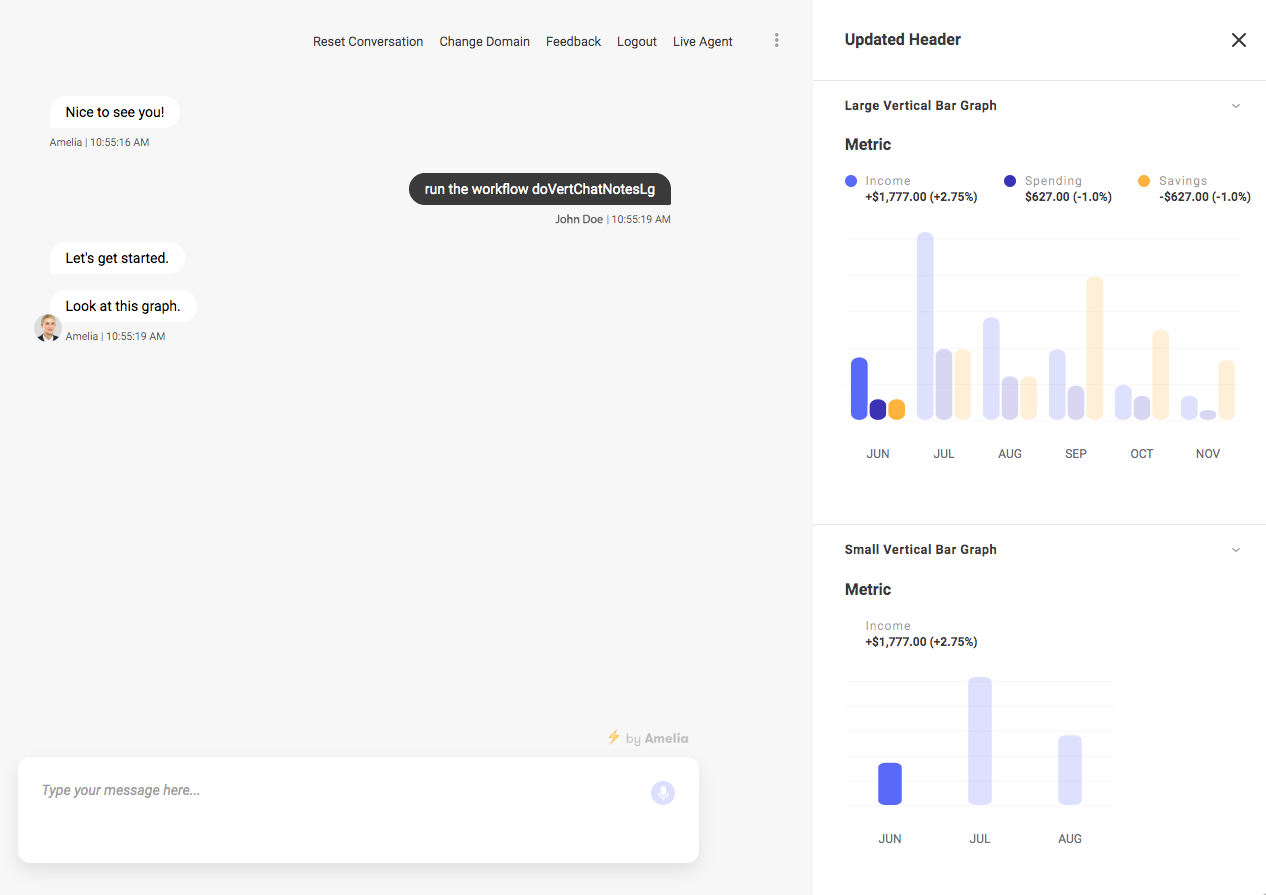 Reset Conversation Change Domain Feedback Logout Live Agent
Nice to see you!
Amelia | 10:55:16 AM
run the workflow doVertChatNotesLg
John Doe | 10:55:19 AM
Let's get started.
Look at this graph.
Amelia | 10:55:19 AM
by Amelia
Type your message here...
Updated Header
Large Vertical Bar Graph
Metric
Income Spending Savings
+$1,777.00 (+2.75%) $627.00 (-1.0%) -$627.00 (-1.0%)
JUN JUL AUG SEP OCT NOV
Small Vertical Bar Graph
Metric
Income
+$1,777.00 (+2.75%)
JUN JUL AUG